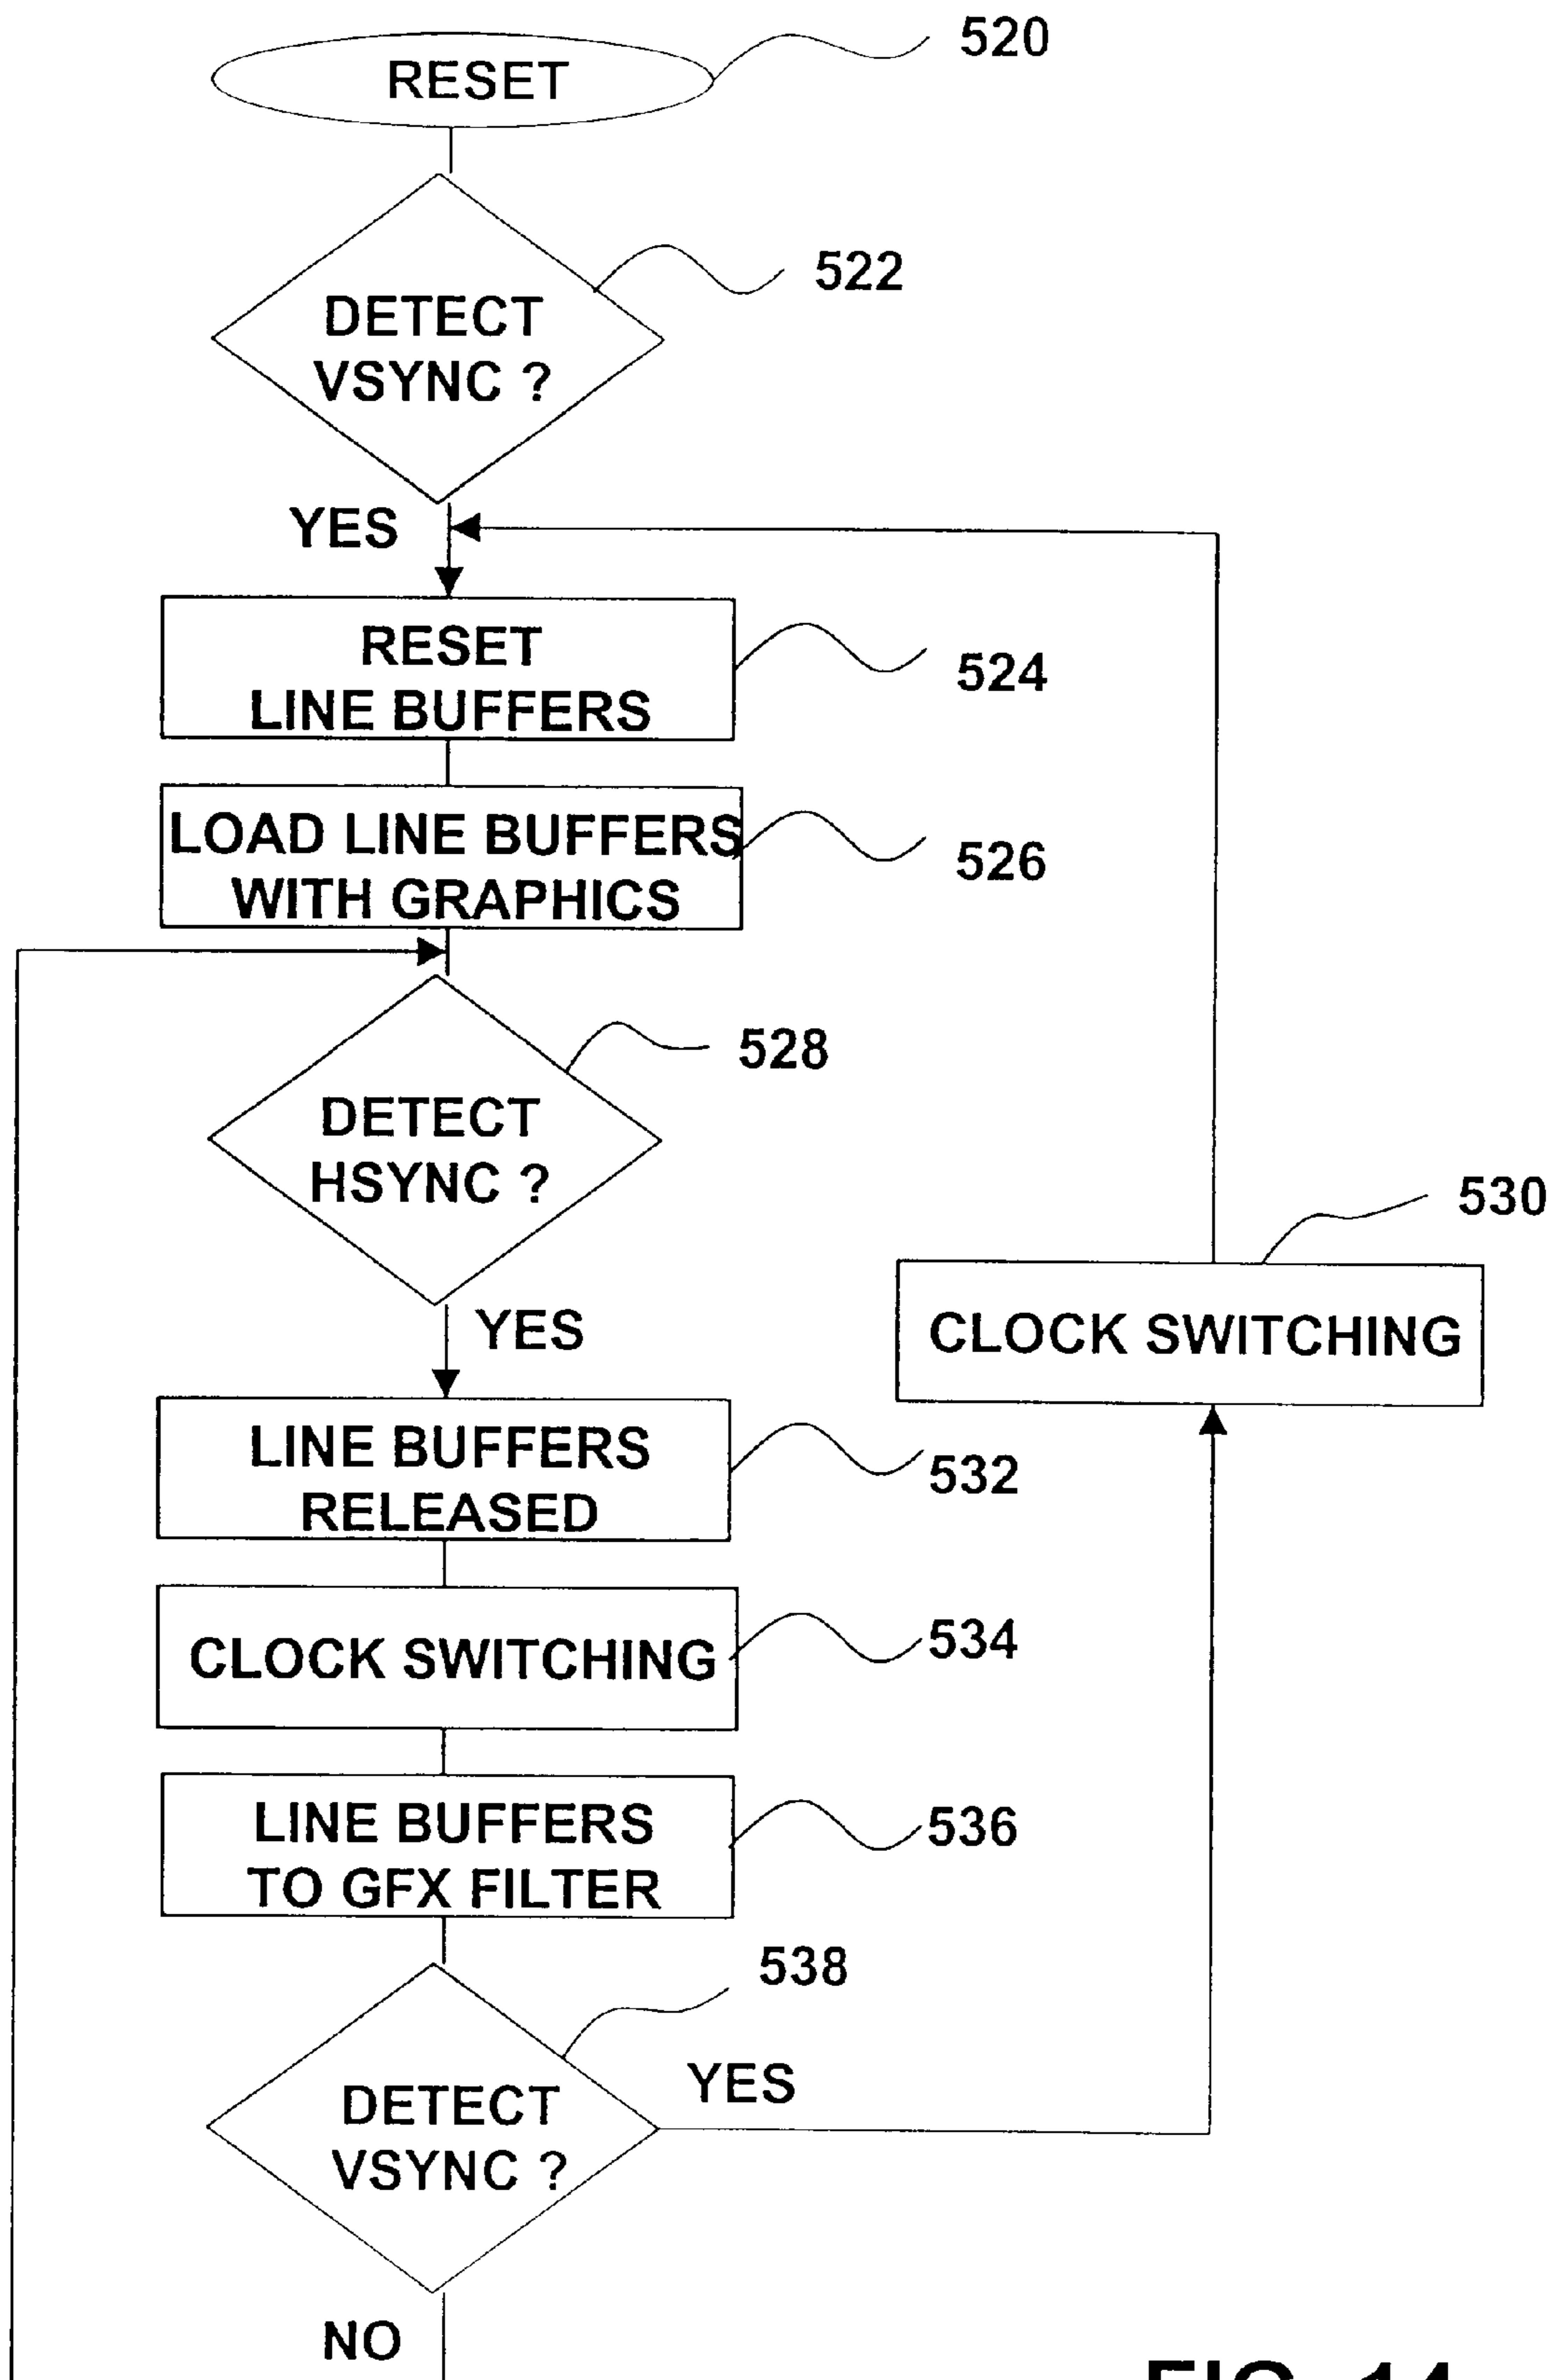 RESET
520
DETECT
VSYNC ?
522
YES
RESET
LINE BUFFERS
524
LOAD LINE BUFFERS
WITH GRAPHICS
526
DETECT
HSYNC ?
528
YES
530
CLOCK SWITCHING
LINE BUFFERS
RELEASED
532
CLOCK SWITCHING
534
LINE BUFFERS
TO GFX FILTER
536
DETECT
VSYNC ?
538
YES
NO
FIG. 14